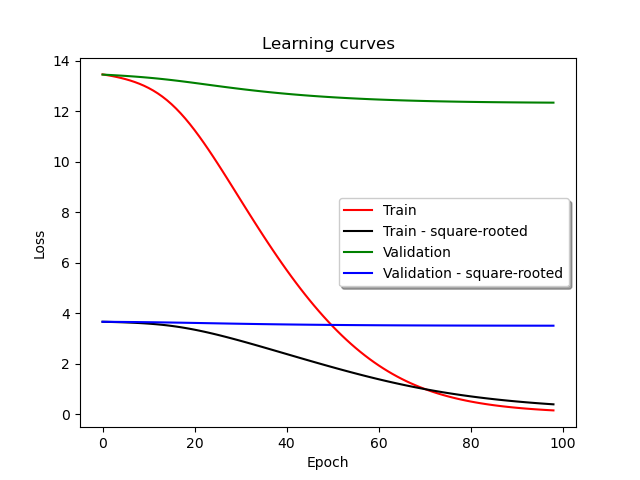 Learning curves
14
12
10
8
6
4
2
0
Loss
Train
Train - square-rooted
Validation
Validation - square-rooted
0 20 40 60 80 100
Epoch